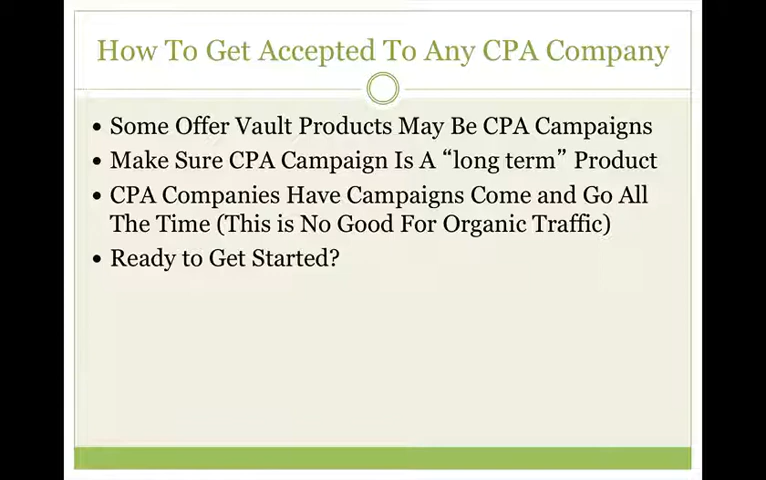 How To Get Accepted To Any CPA Company
• Some Offer Vault Products May Be CPA Campaigns
• Make Sure CPA Campaign Is A “long term” Product
• CPA Companies Have Campaigns Come and Go All
The Time (This is No Good For Organic Traffic)
• Ready to Get Started?